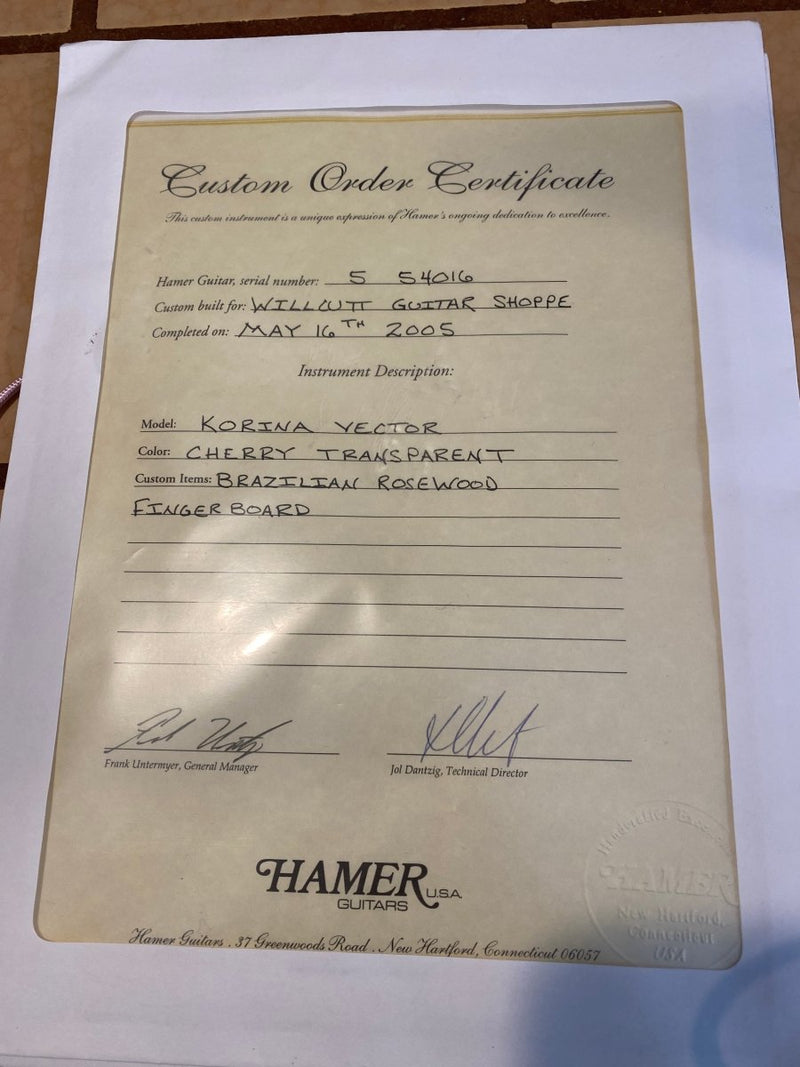 Custom Order Certificate
This custom instrument is a unique expression of Hamer's ongoing dedication to excellence.
Hamer Guitar, serial number: 5 54016
Custom built for: WILLCUTT GUITAR SHOPPE
Completed on: MAY 16TH 2005
Instrument Description:
Model: KORINA VECTOR
Color: CHERRY TRANSPARENT
Custom Items: BRAZILIAN ROSEWOOD
FINGER BOARD
Frank Untermyer, General Manager
Jol Dantzig, Technical Director
HAMER U.S.A.
GUITARS
Handcrafted
HAMER
New Hartford,
Connecticut
USA
Hamer Guitars . 37 Greenwoods Road . New Hartford, Connecticut 06057